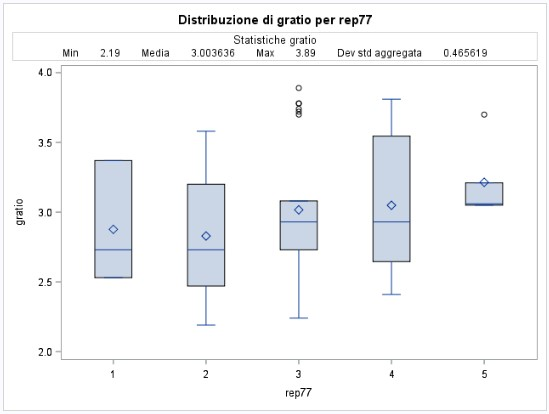 Distribuzione di gratio per rep77
Statistiche gratio
Min 2.19 Media 3.003636 Max 3.89 Dev std aggregata 0.465619
4.0
3.5
3.0
2.5
2.0
gratio
1 2 3 4 5
rep77